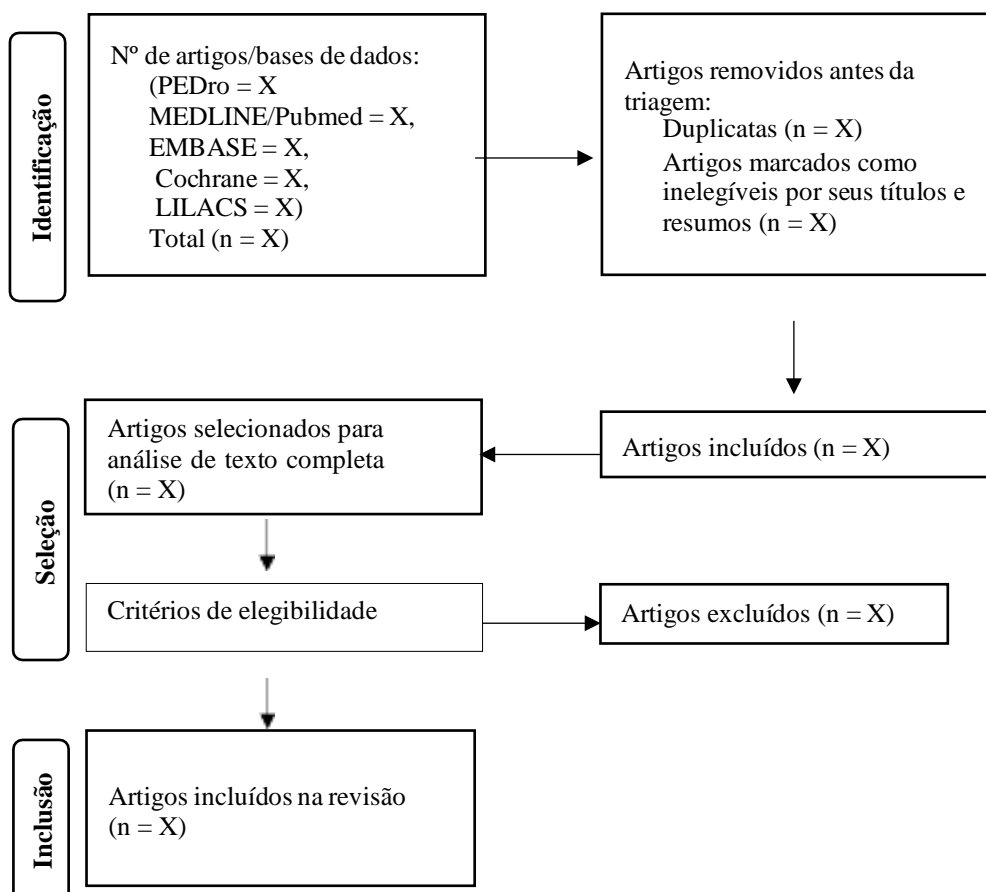 Identificação
Nº de artigos/bases de dados:
(PEDro = X
MEDLINE/Pubmed = X,
EMBASE = X,
Cochrane = X,
LILACS = X)
Total (n = X)
Artigos removidos antes da
triagem:
Duplicatas (n = X)
Artigos marcados como
inelegíveis por seus títulos e
resumos (n = X)
Seleção
Artigos selecionados para
análise de texto completa
(n = X)
Artigos incluídos (n = X)
Critérios de elegibilidade
Artigos excluídos (n = X)
Inclusão
Artigos incluídos na revisão
(n = X)